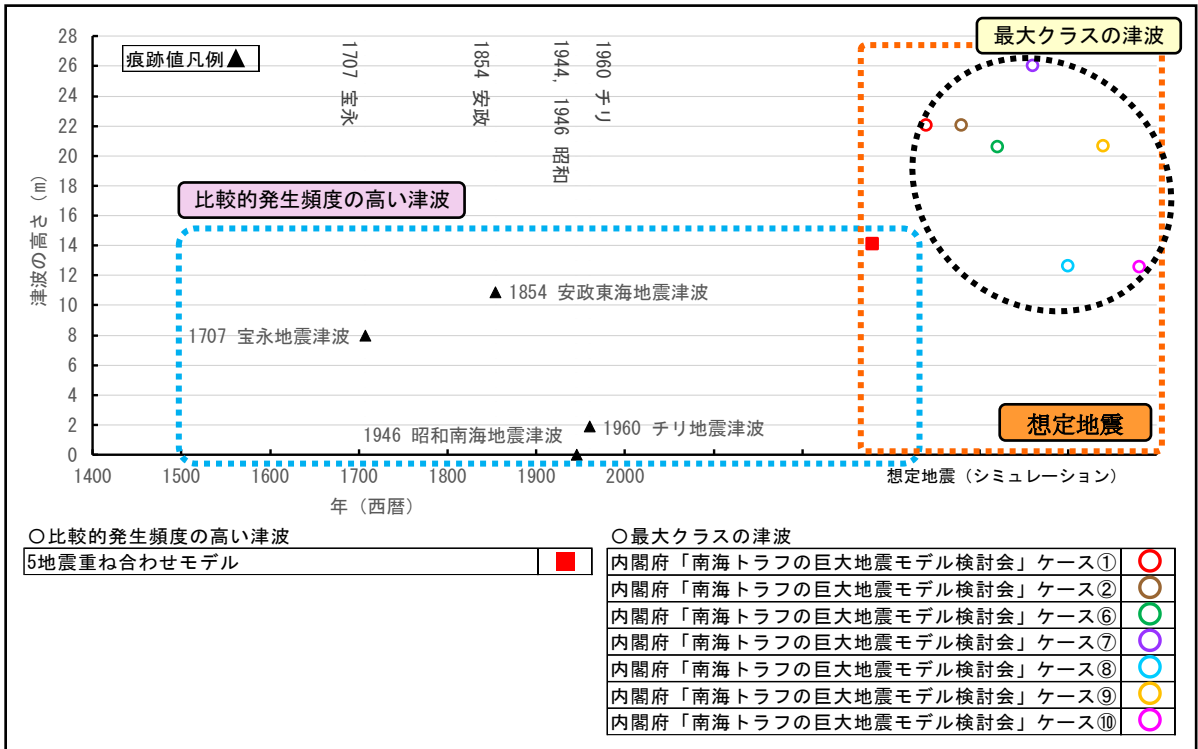 最大クラスの津波
28
26
24
22
20
18
16
14
12
10
8
6
4
2
0
津波の高さ（m）
痕跡値凡例▲
1707 宝永
1854 安政
1944, 1946 昭和
1960 チリ
比較的発生頻度の高い津波
1854 安政東海地震津波
1707 宝永地震津波
1946 昭和南海地震津波
1960 チリ地震津波
想定地震
1400
1500
1600
1700
1800
1900
2000
想定地震（シミュレーション）
年（西暦）
○比較的発生頻度の高い津波
5地震重ね合わせモデル
○最大クラスの津波
内閣府「南海トラフの巨大地震モデル検討会」ケース①
内閣府「南海トラフの巨大地震モデル検討会」ケース②
内閣府「南海トラフの巨大地震モデル検討会」ケース⑥
内閣府「南海トラフの巨大地震モデル検討会」ケース⑦
内閣府「南海トラフの巨大地震モデル検討会」ケース⑧
内閣府「南海トラフの巨大地震モデル検討会」ケース⑨
内閣府「南海トラフの巨大地震モデル検討会」ケース⑩